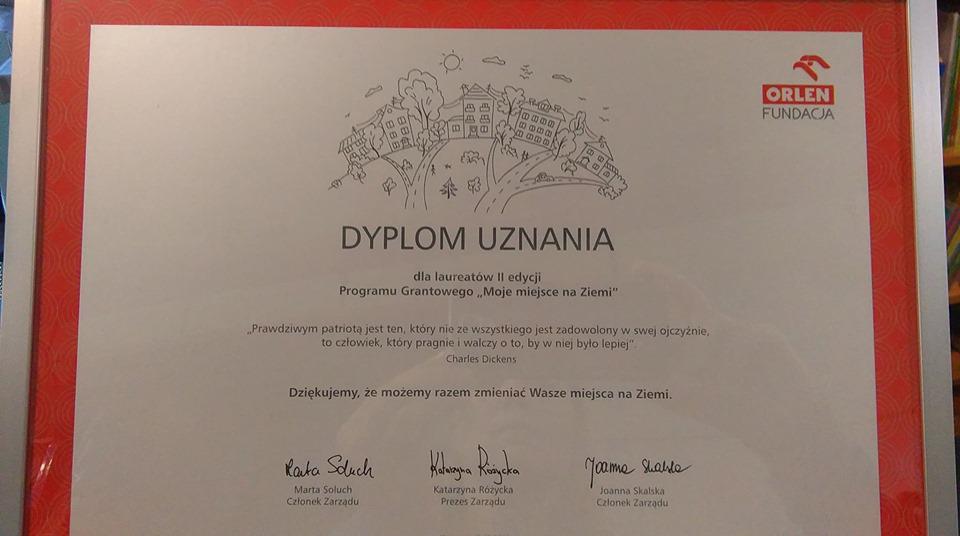 ORLEN
FUNDACJA
DYPLOM UZNANIA
dla laureatów II edycji
Programu Grantowego „Moje miejsce na Ziemi"
„Prawdziwym patriotą jest ten, który nie ze wszystkiego jest zadowolony w swej ojczyźnie,
to człowiek, który pragnie i walczy o to, by w niej było lepiej".
Charles Dickens
Dziękujemy, że możemy razem zmieniać Wasze miejsca na Ziemi.
Marta Soluch Katarzyna Różycka Joanna Skalska
Marta Soluch Katarzyna Różycka Joanna Skalska
Członek Zarządu Prezes Zarządu Członek Zarządu